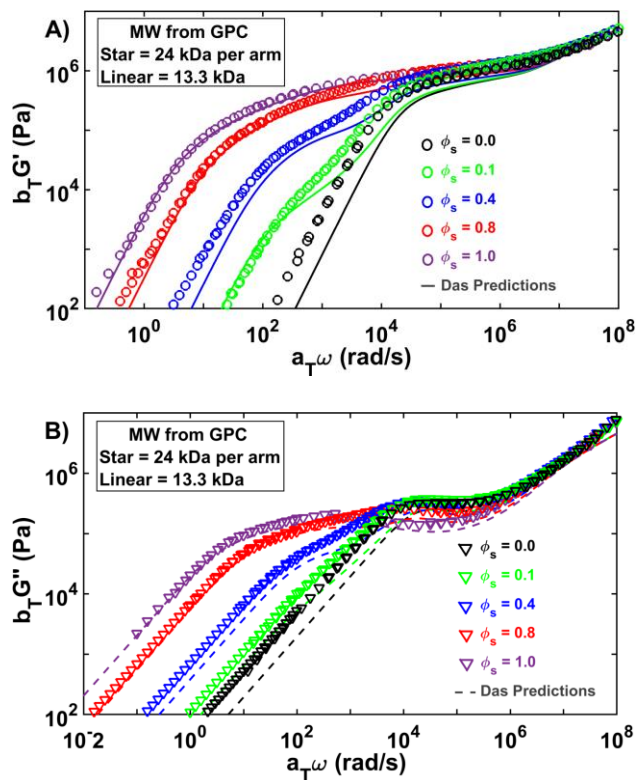 A)
MW from GPC
Star = 24 kDa per arm
Linear = 13.3 kDa
b_T G' (Pa)
10^6
10^4
10^2
ϕ_s = 0.0
ϕ_s = 0.1
ϕ_s = 0.4
ϕ_s = 0.8
ϕ_s = 1.0
Das Predictions
10^0 10^2 10^4 10^6 10^8
a_T ω (rad/s)
B)
MW from GPC
Star = 24 kDa per arm
Linear = 13.3 kDa
b_T G'' (Pa)
10^6
10^4
10^2
ϕ_s = 0.0
ϕ_s = 0.1
ϕ_s = 0.4
ϕ_s = 0.8
ϕ_s = 1.0
Das Predictions
10^-2 10^0 10^2 10^4 10^6 10^8
a_T ω (rad/s)